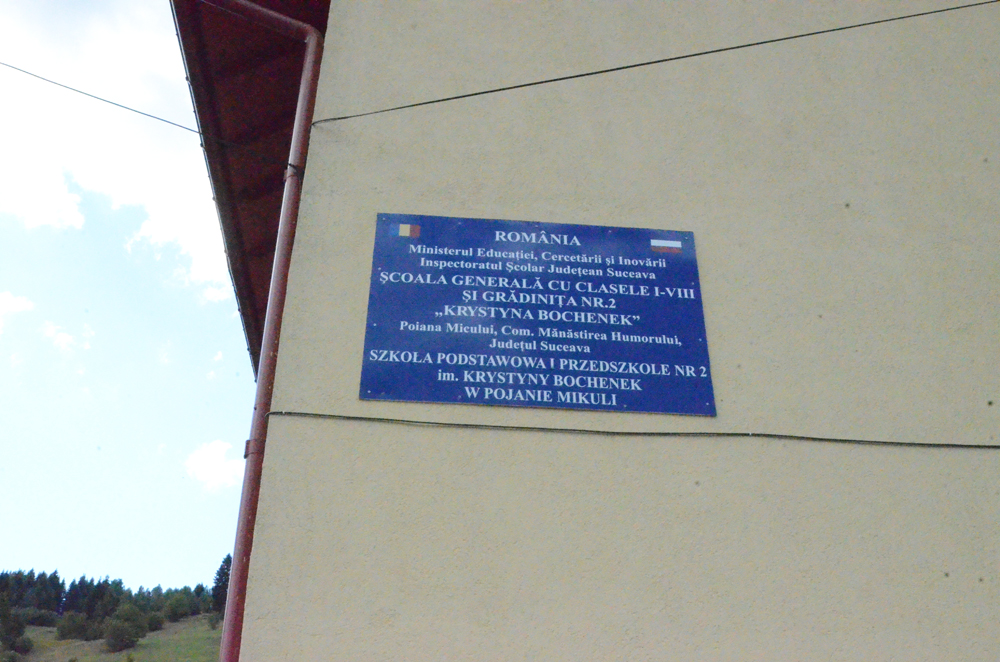 ROMÂNIA
Ministerul Educației, Cercetării și Inovării
Inspectoratul Școlar Județean Suceava
ȘCOALA GENERALĂ CU CLASELE I-VIII
ȘI GRĂDINIȚA NR.2
„KRYSTYNA BOCHENEK”
Poiana Micului, Com. Mănăstirea Humorului,
Județul Suceava
SZKOŁA PODSTAWOWA I PRZEDSZKOLE NR 2
im. KRYSTYNY BOCHENEK
W POJANIE MIKULI